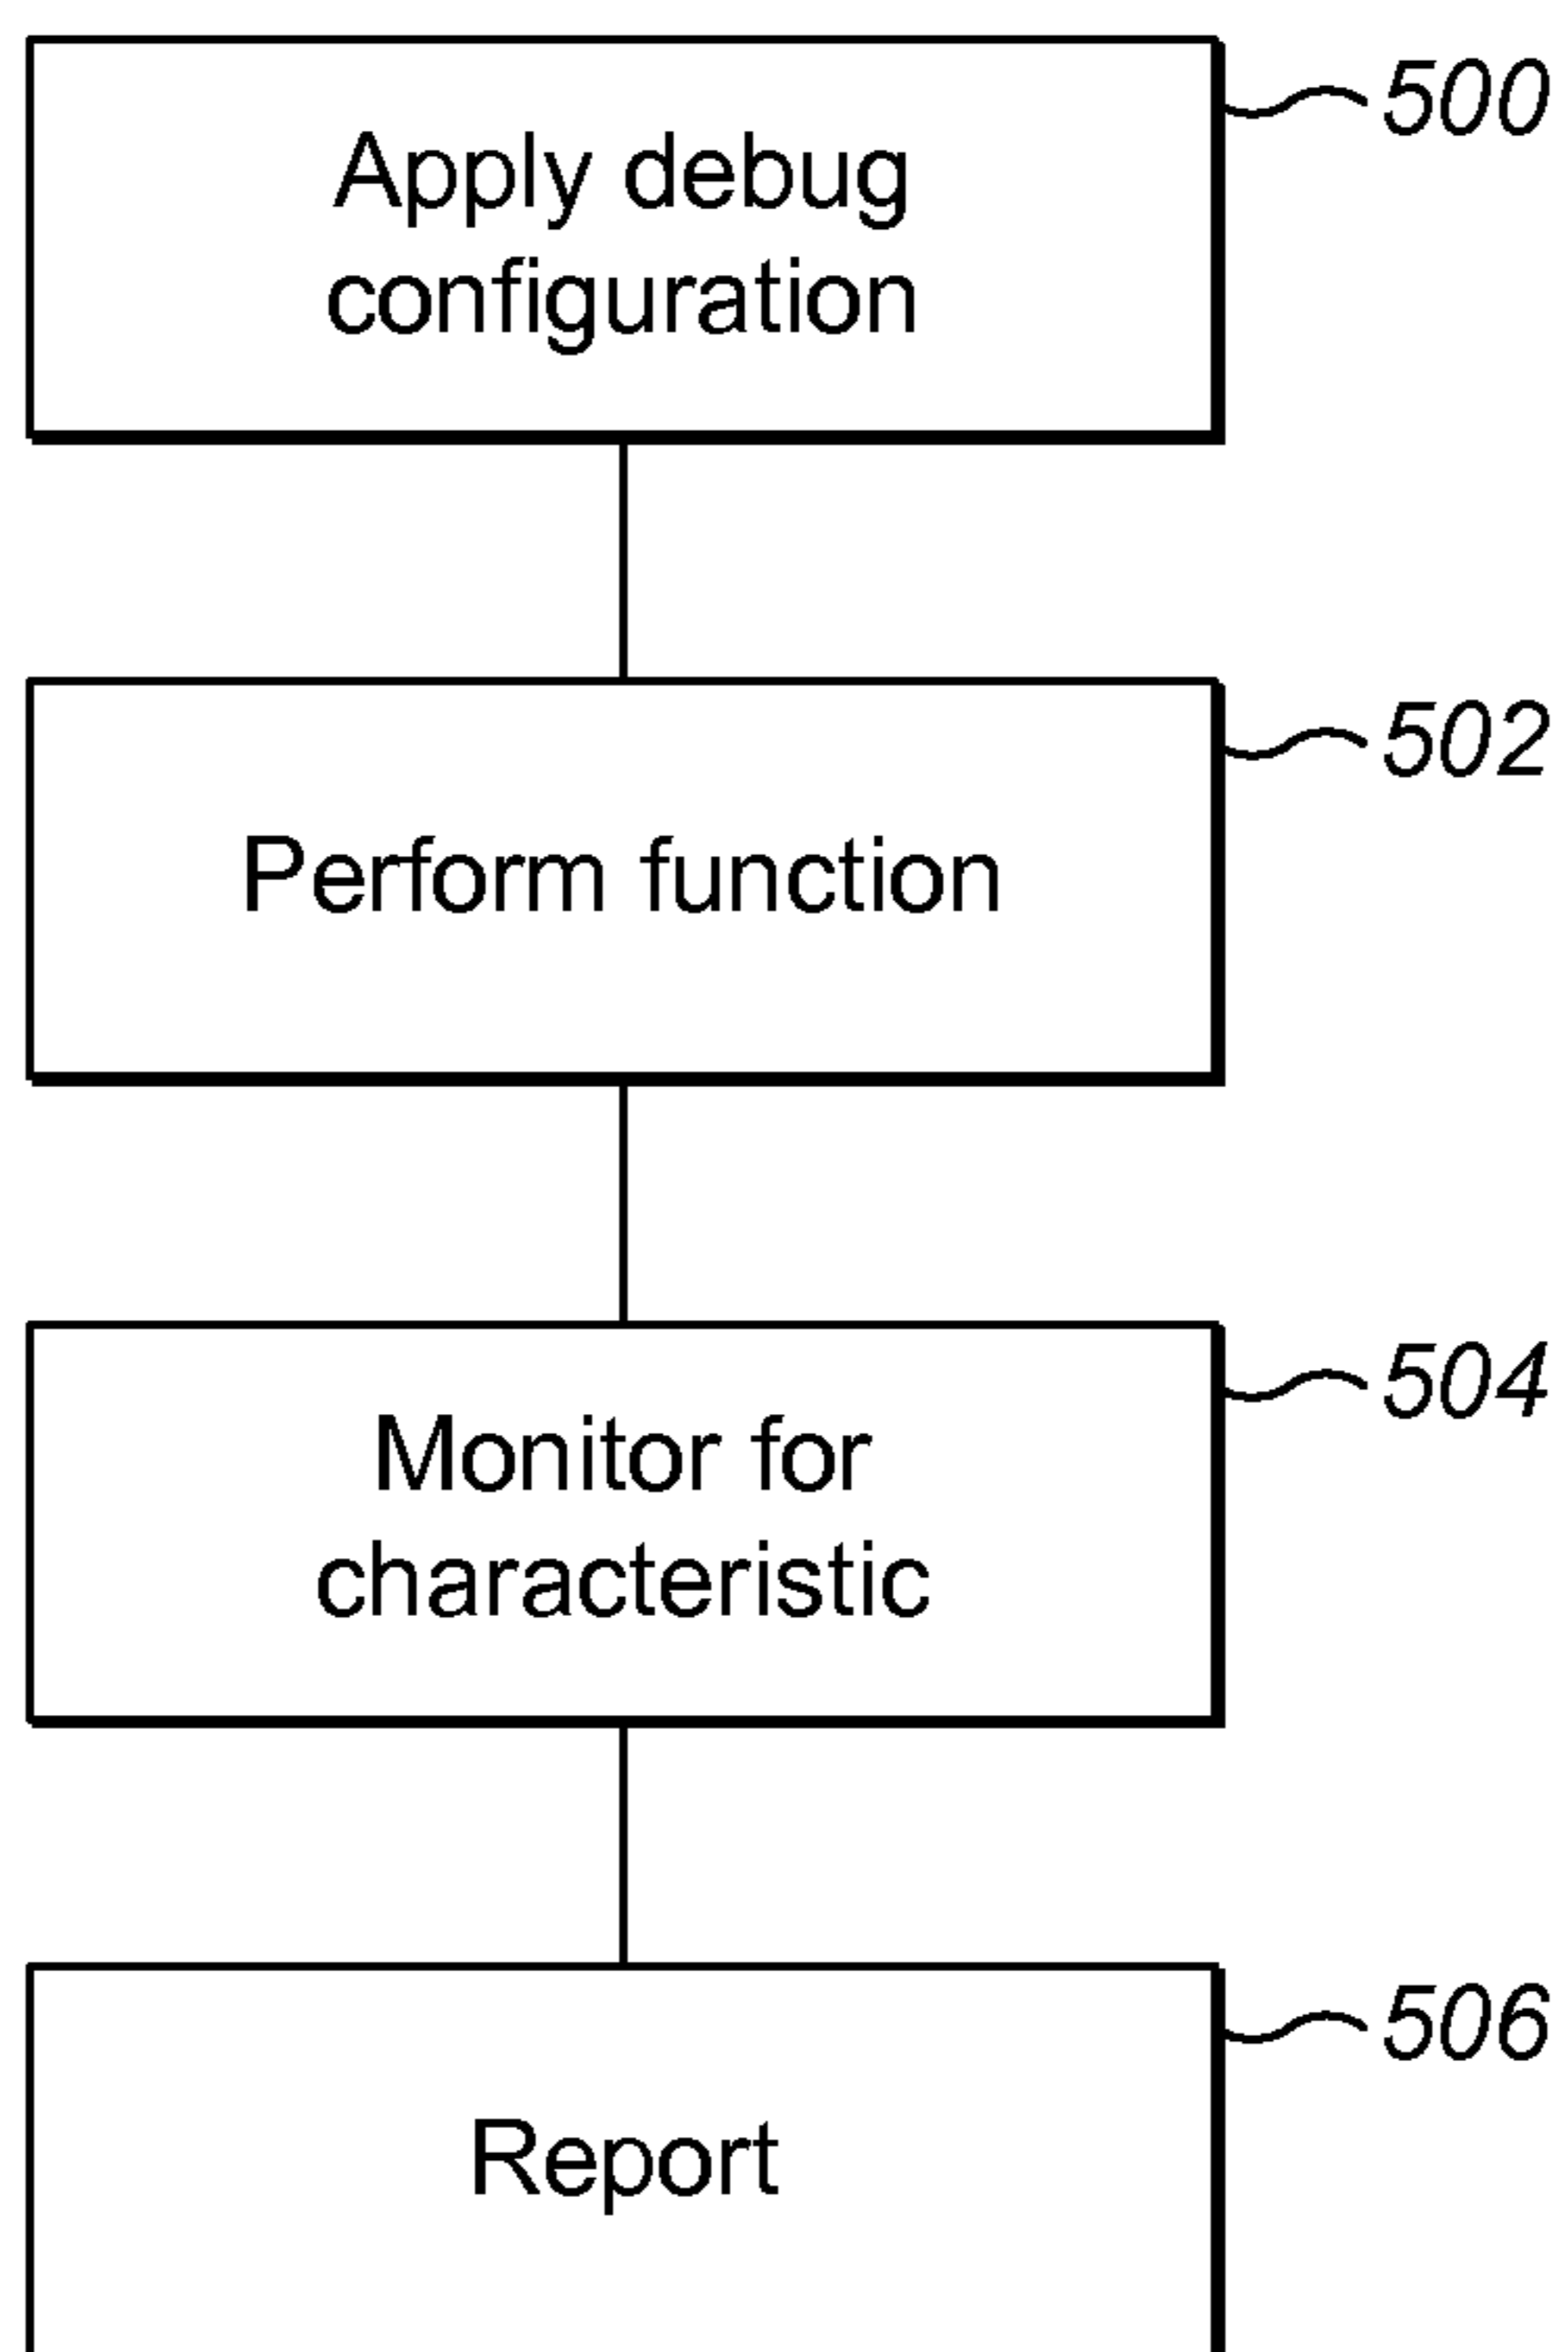 500
Apply debug
configuration
502
Perform function
504
Monitor for
characteristic
506
Report